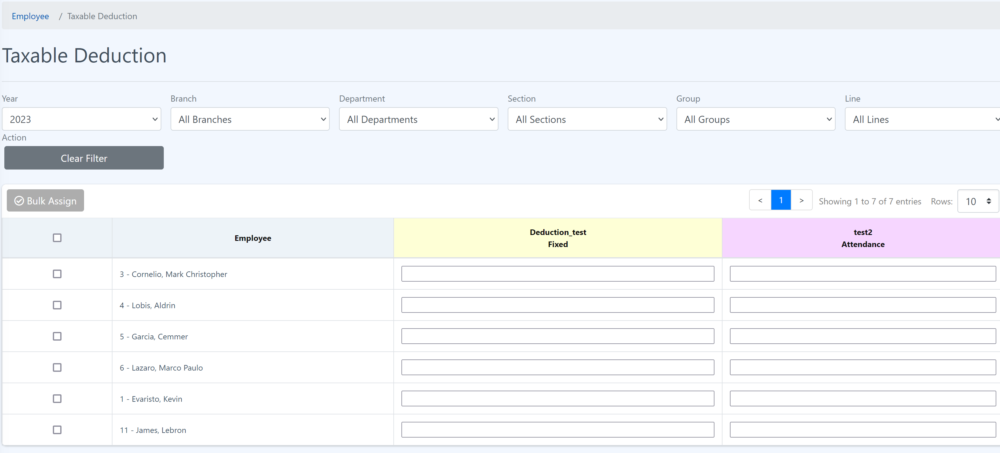 Employee / Taxable Deduction
Taxable Deduction
Year Branch Department Section Group Line
2023 All Branches All Departments All Sections All Groups All Lines
Action
Clear Filter
Bulk Assign < 1 > Showing 1 to 7 of 7 entries Rows: 10
Employee
Deduction_test
Fixed
test2
Attendance
3 - Cornelio, Mark Christopher
4 - Lobis, Aldrin
5 - Garcia, Cemmer
6 - Lazaro, Marco Paulo
1 - Evaristo, Kevin
11 - James, Lebron